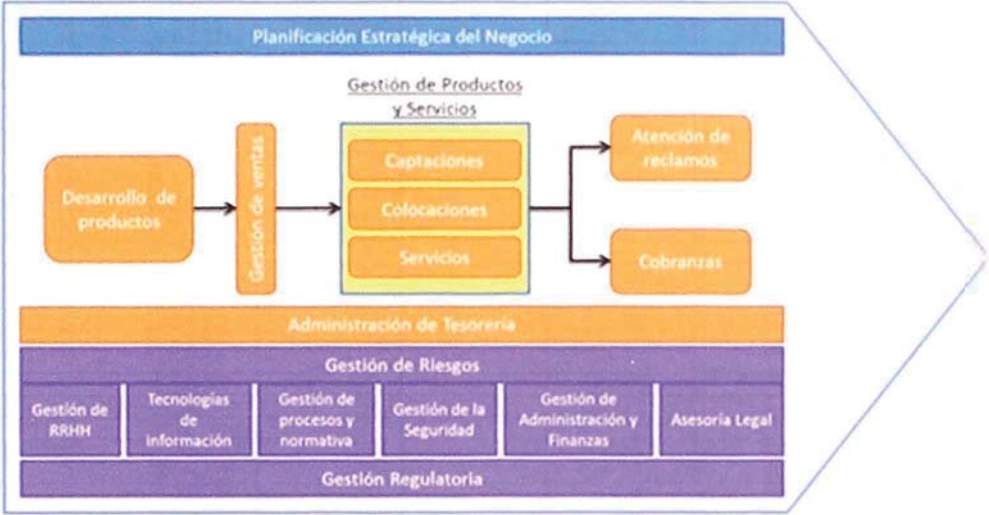 Planificación Estratégica del Negocio
Gestión de Productos
y Servicios
Desarrollo de
productos
Gestión de ventas
Captaciones
Colocaciones
Servicios
Atención de
reclamos
Cobranzas
Administración de Tesorería
Gestión de Riesgos
Gestión de
RRHH
Tecnologías
de
información
Gestión de
procesos y
normativa
Gestión de la
Seguridad
Gestión de
Administración y
Finanzas
Asesoría Legal
Gestión Regulatoria